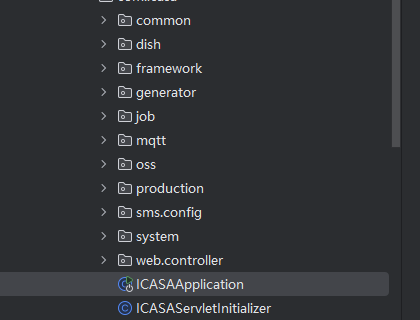 common
dish
framework
generator
job
mqtt
oss
production
sms.config
system
web.controller
ICASAApplication
ICASAServletInitializer